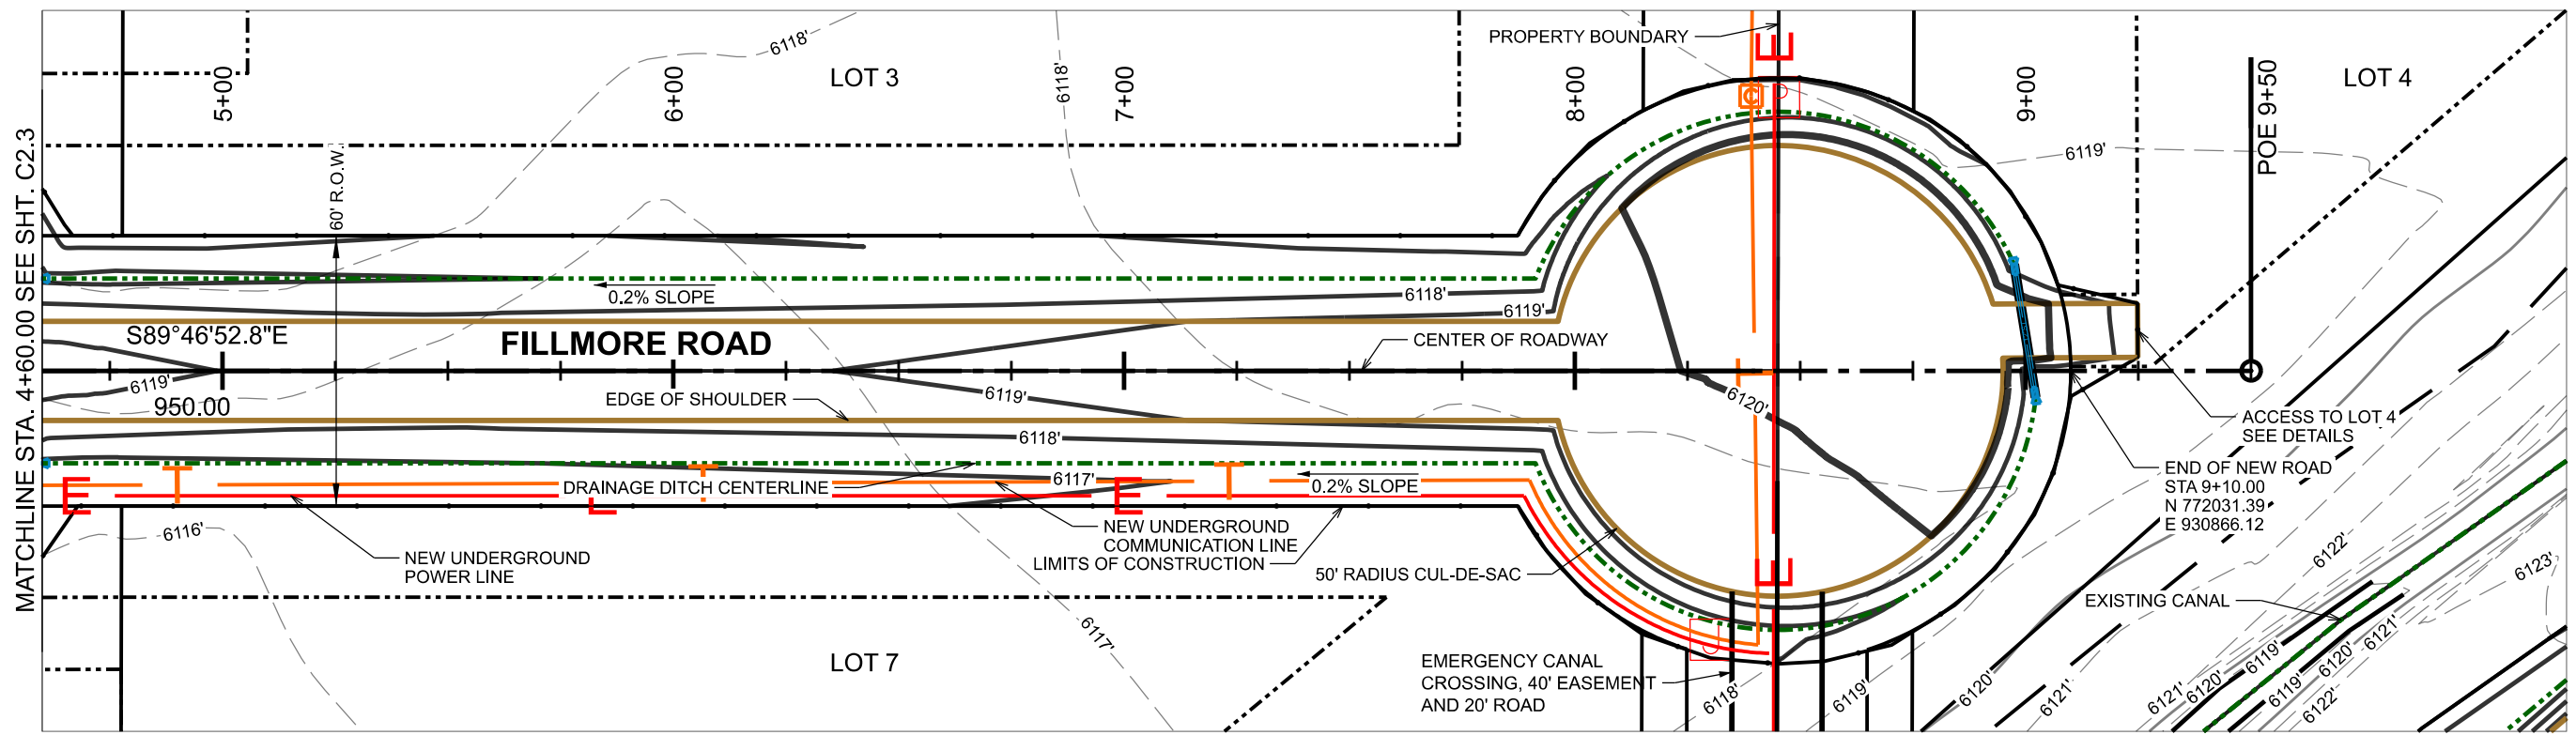 MATCHLINE STA. 4+60.00 SEE SHT. C2.3
5+00
6+00
7+00
8+00
9+00
POE 9+50
LOT 3
LOT 4
LOT 7
PROPERTY BOUNDARY
6118'
6118'
6119'
60' R.O.W.
0.2% SLOPE
6118'
6119'
S89°46'52.8"E
FILLMORE ROAD
CENTER OF ROADWAY
6119'
950.00
EDGE OF SHOULDER
6119'
6120'
6118'
ACCESS TO LOT 4
SEE DETAILS
END OF NEW ROAD
STA 9+10.00
N 772031.39
E 930866.12
DRAINAGE DITCH CENTERLINE
6117'
0.2% SLOPE
E
T
E
T
E
T
E
T
E
C
6116'
NEW UNDERGROUND
POWER LINE
NEW UNDERGROUND
COMMUNICATION LINE
LIMITS OF CONSTRUCTION
50' RADIUS CUL-DE-SAC
6117'
EMERGENCY CANAL
CROSSING, 40' EASEMENT
AND 20' ROAD
EXISTING CANAL
6118'
6119'
6120'
6121'
6122'
6123'
6121'
6120'
6119'
6119'
6120'
6121'
6122'